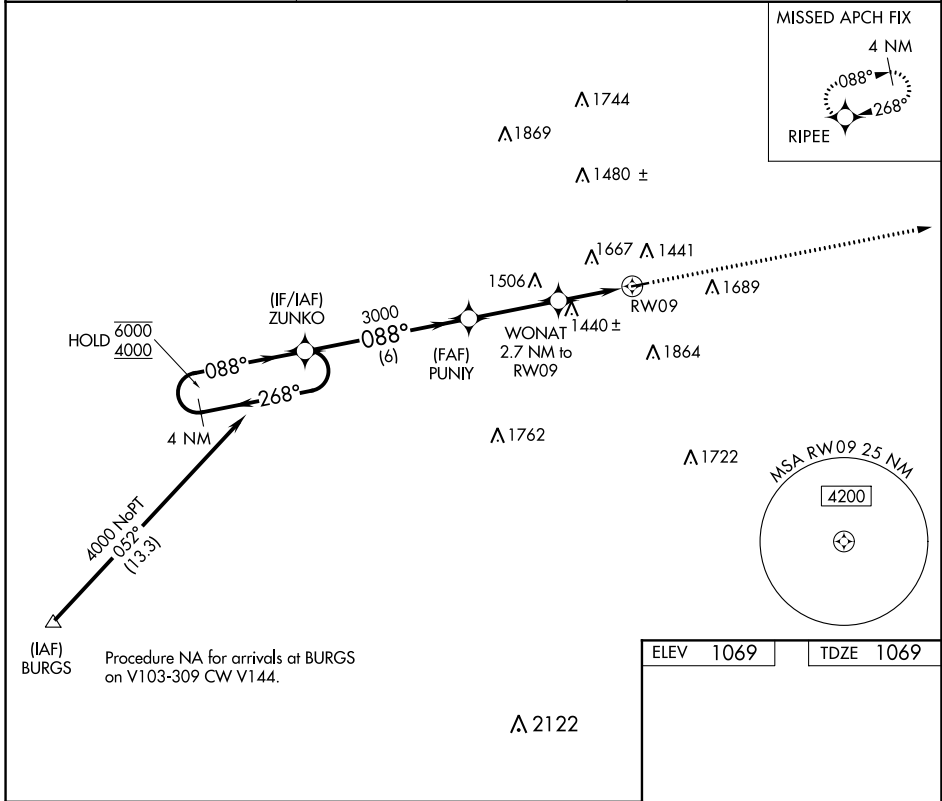 MISSED APCH FIX
4 NM
088°
268°
RIPEE
1744
1869
1480 ±
1667
1441
1506
1689
RW09
(IF/IAF)
ZUNKO
3000
088°
(6)
(FAF)
PUNIY
WONAT
2.7 NM to
RW09
1440 ±
1864
HOLD 6000
4000
088°
268°
4 NM
1762
1722
MSA RW09 25 NM
4200
4000 NoPT
052°
(13.3)
(IAF)
BURGS
Procedure NA for arrivals at BURGS
on V103-309 CW V144.
2122
ELEV 1069
TDZE 1069